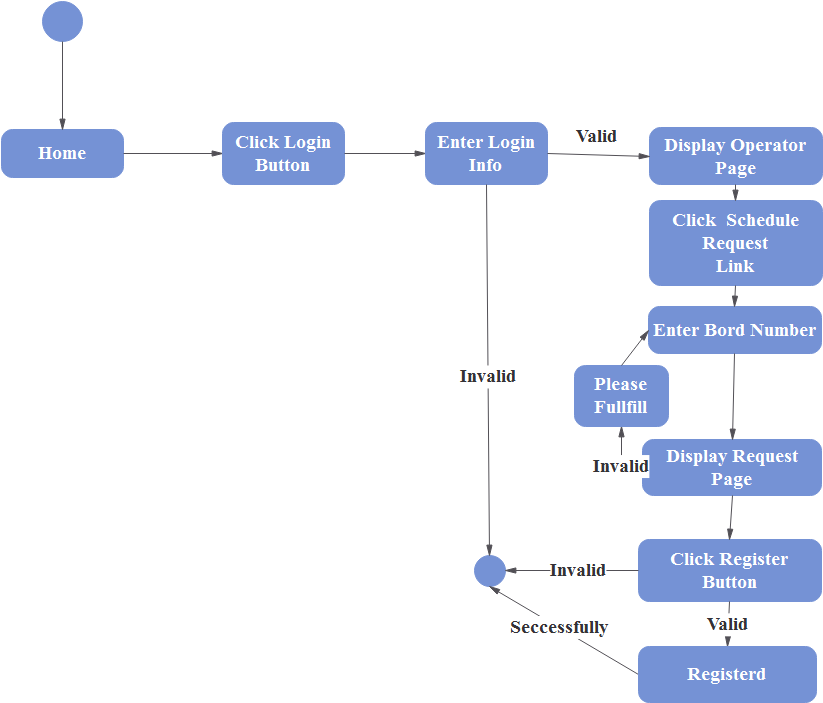 Home
Click Login
Button
Enter Login
Info
Valid
Display Operator
Page
Click Schedule
Request
Link
Enter Bord Number
Invalid
Please
Fullfill
Invalid
Display Request
Page
Invalid
Click Register
Button
Valid
Seccessfully
Registerd